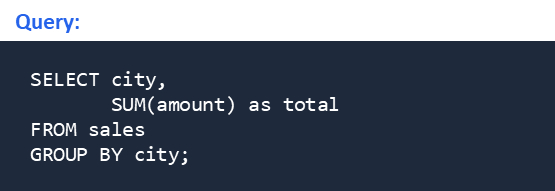 Query:
SELECT city,
       SUM(amount) as total
FROM sales
GROUP BY city;